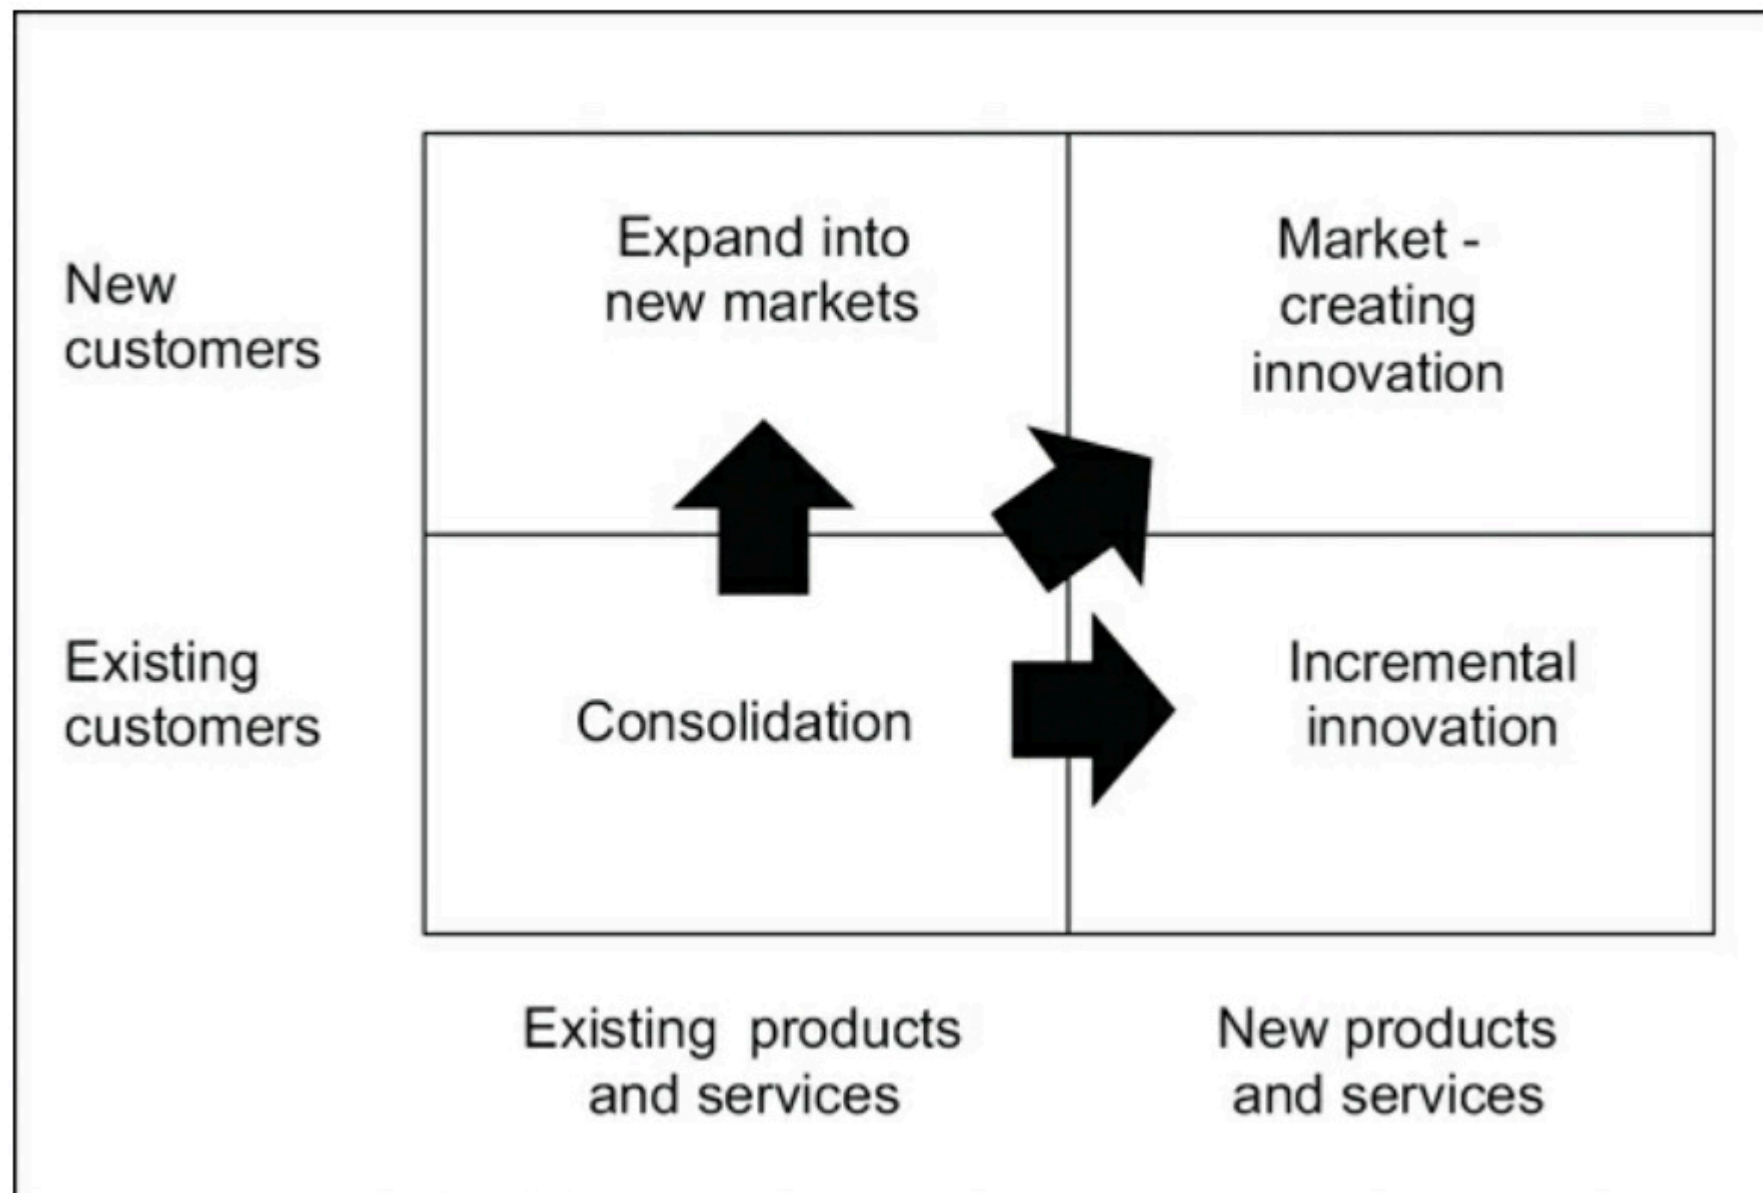 New
customers
Expand into
new markets
Market -
creating
innovation
Existing
customers
Consolidation
Incremental
innovation
Existing products
and services
New products
and services